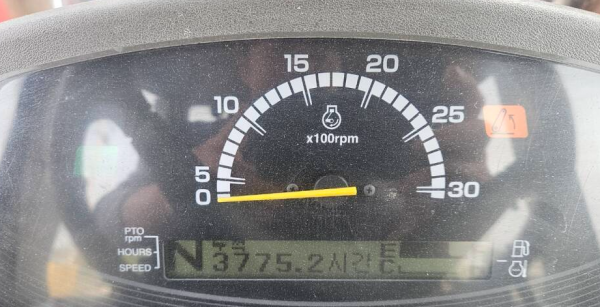 15
20
10
25
x100rpm
5
0
30
PTO
rpm
HOURS
SPEED
N
E
3775.2시간
C